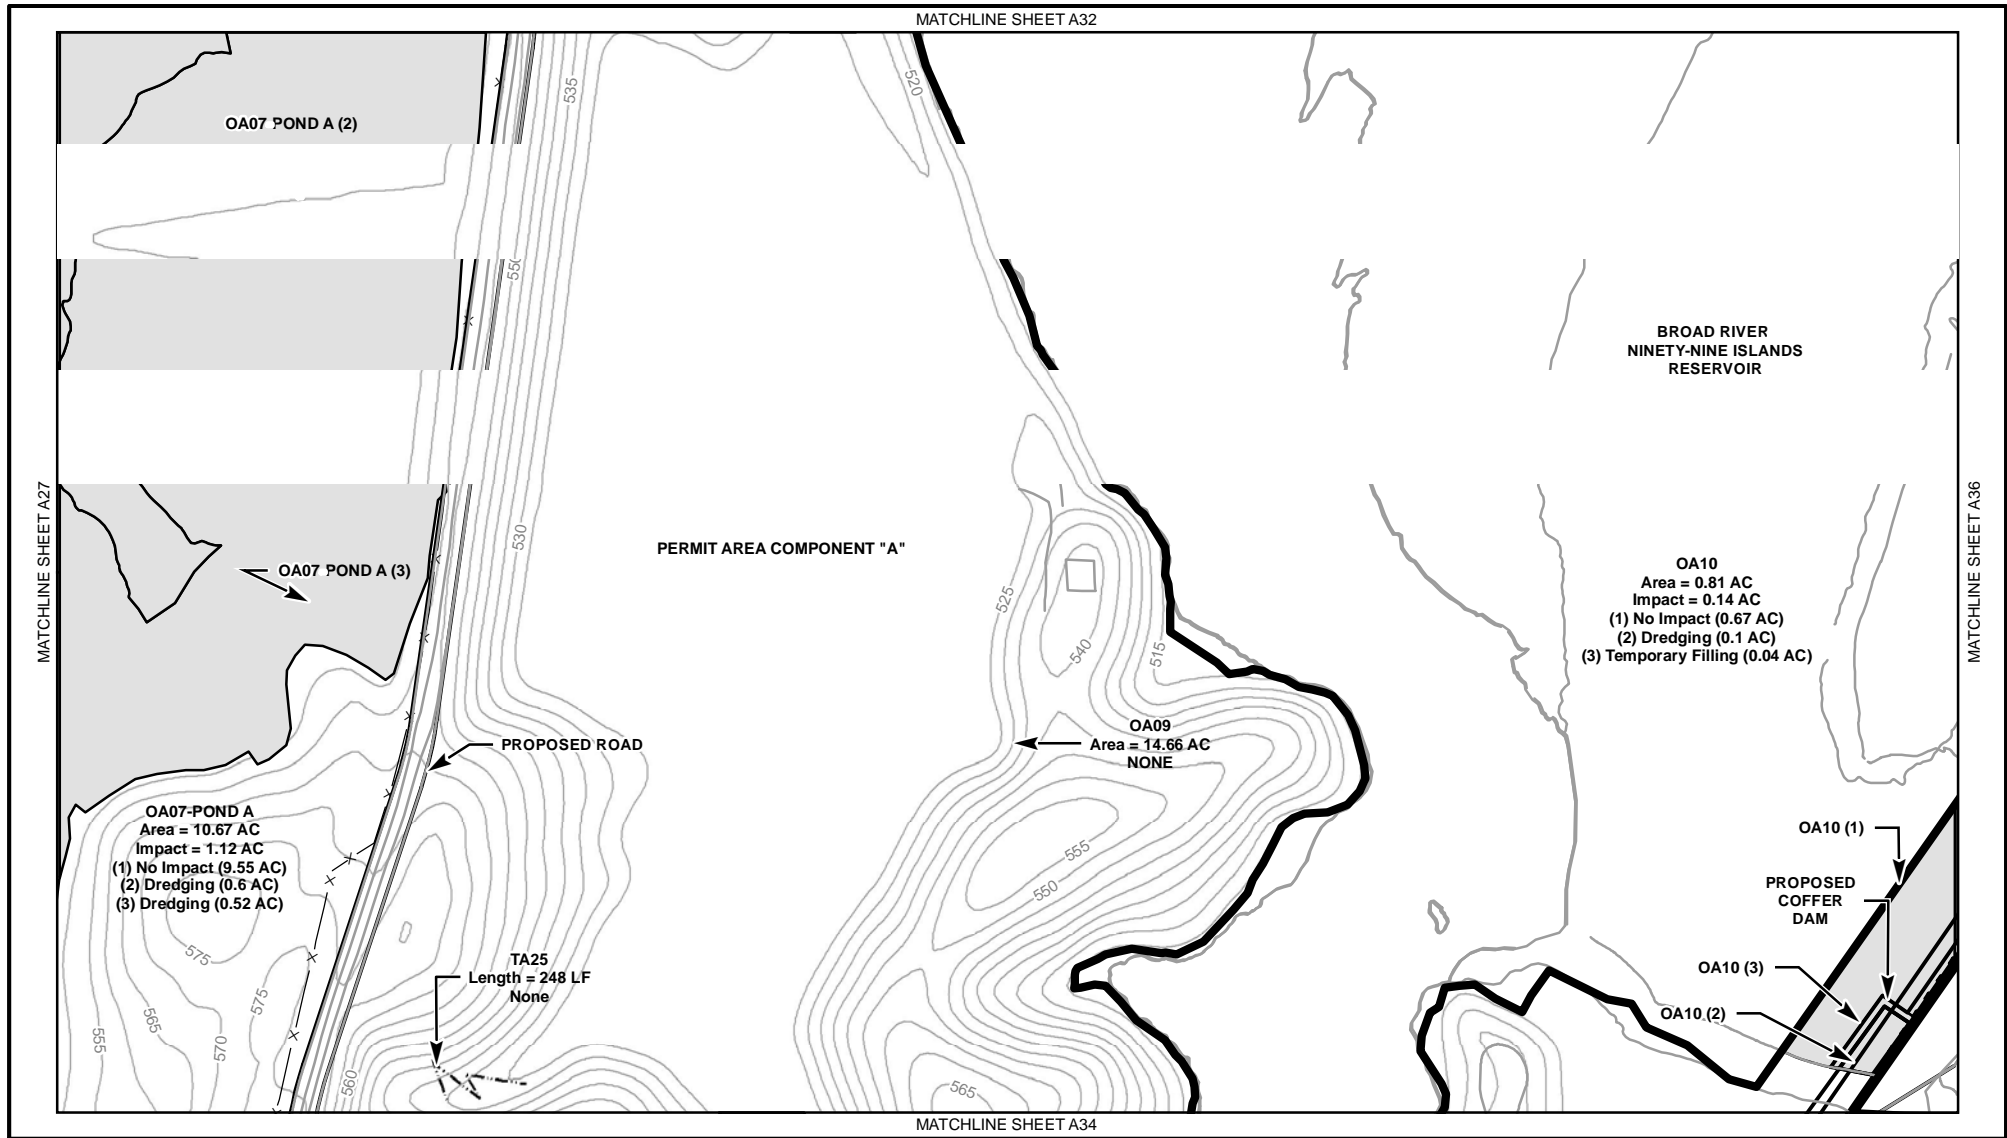 MATCHLINE SHEET A32
520
535
OA07 POND A (2)
550
BROAD RIVER
NINETY-NINE ISLANDS
RESERVOIR
MATCHLINE SHEET A27
MATCHLINE SHEET A36
530
PERMIT AREA COMPONENT "A"
OA07 POND A (3)
525
540
515
OA10
Area = 0.81 AC
Impact = 0.14 AC
(1) No Impact (0.67 AC)
(2) Dredging (0.1 AC)
(3) Temporary Filling (0.04 AC)
OA09
Area = 14.66 AC
NONE
PROPOSED ROAD
OA07-POND A
Area = 10.67 AC
Impact = 1.12 AC
(1) No Impact (9.55 AC)
(2) Dredging (0.6 AC)
(3) Dredging (0.52 AC)
555
550
OA10 (1)
PROPOSED
COFFER
DAM
575
TA25
Length = 248 LF
None
OA10 (3)
OA10 (2)
575
565
555
570
560
565
MATCHLINE SHEET A34